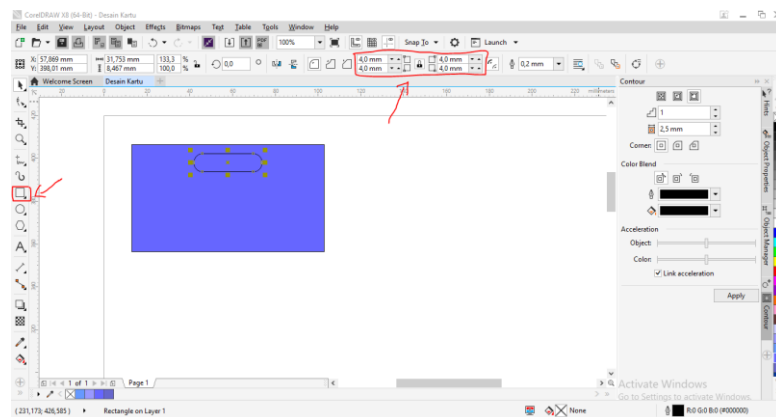 CorelDRAW X8 (64-Bit) - Desain Kartu
File Edit View Layout Object Effects Bitmaps Text Table Tools Window Help
100% Snap To Launch
X: 57,869 mm 31,753 mm 133,3 % 0,0 4,0 mm 4,0 mm 0,2 mm
Y: 398,01 mm 8,467 mm 100,0 % 4,0 mm 4,0 mm
Welcome Screen Desain Kartu
Contour
millimeters
1
2,5 mm
Corner:
Color Blend
Acceleration
Object:
Color:
Link acceleration
Apply
Hints
Object Properties
Object Manager
Contour
1 of 1 Page 1
Activate Windows
Go to Settings to activate Windows.
(231,173; 426,585) Rectangle on Layer 1 None R:0 G:0 B:0 (#000000)